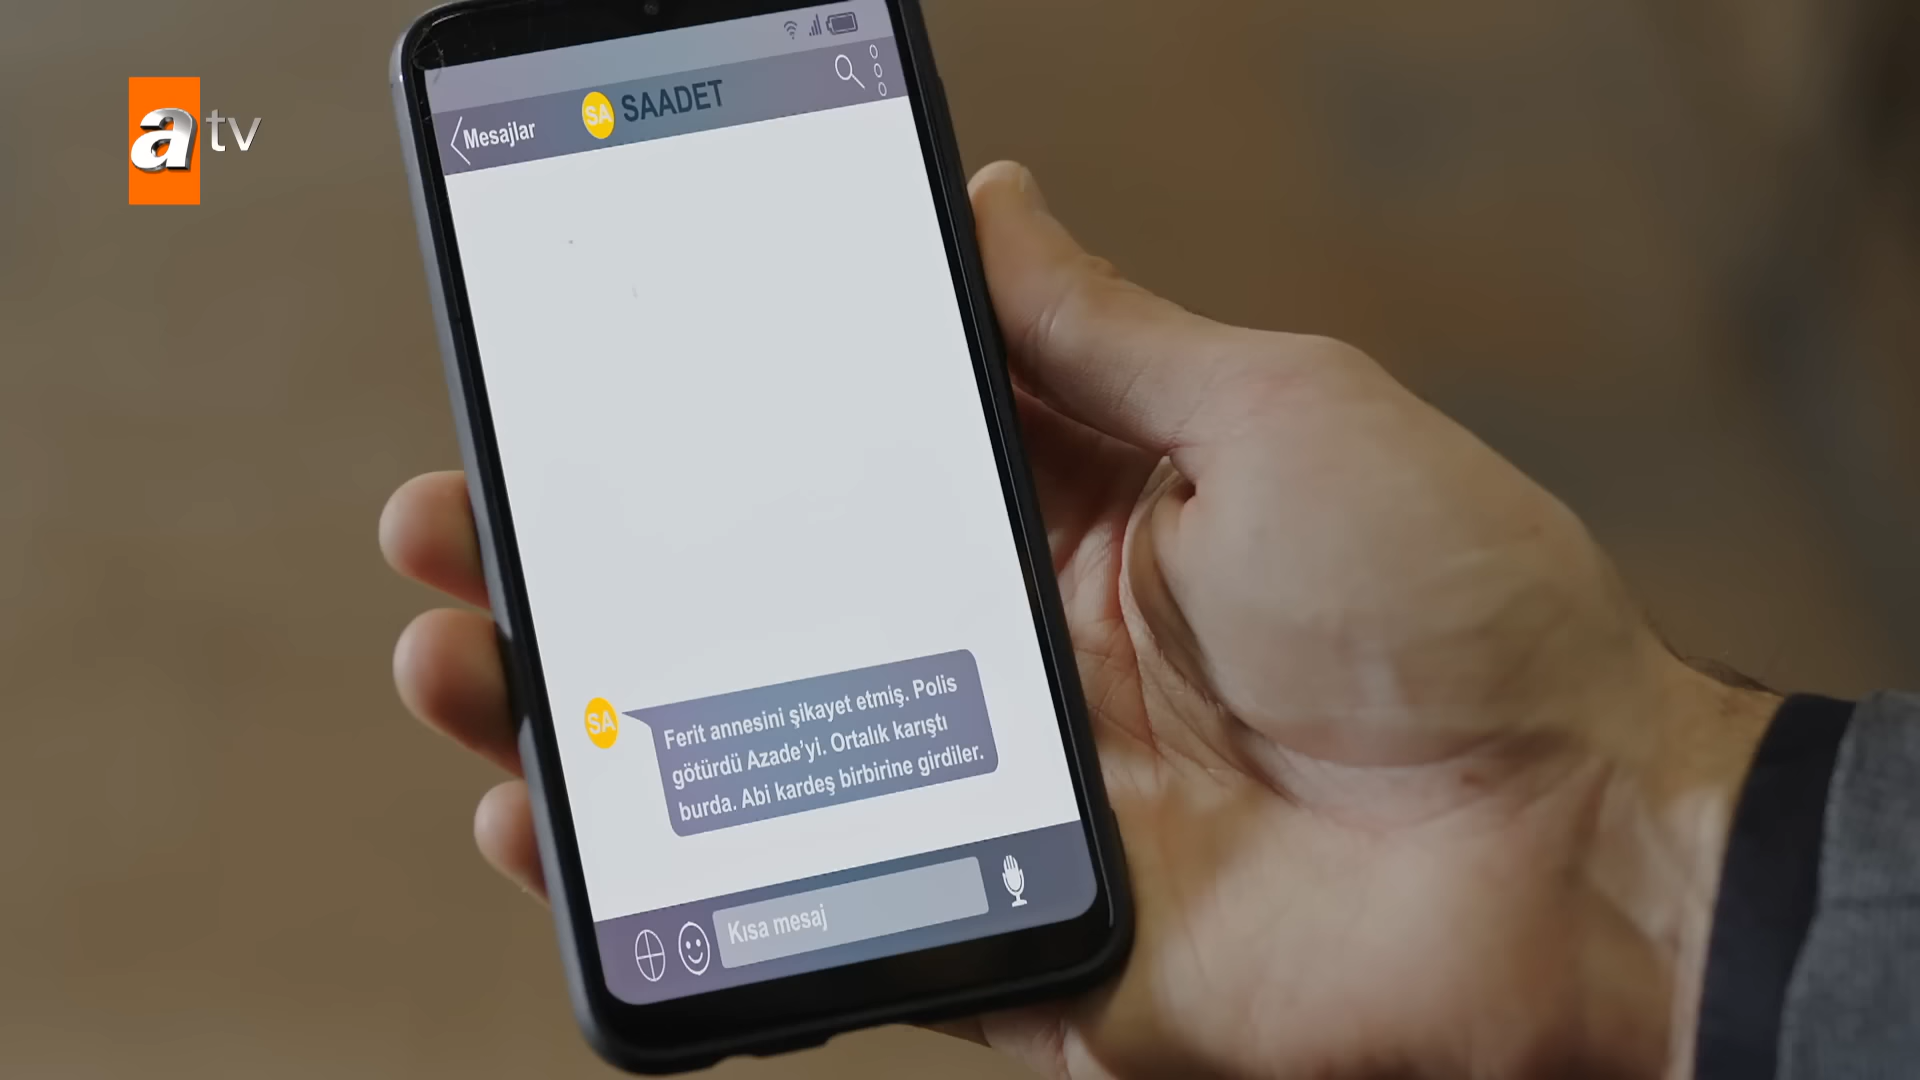 a tv
Mesajlar
SA SAADET
SA
Ferit annesini şikayet etmiş. Polis
götürdü Azade'yi. Ortalık karıştı
burda. Abi kardeş birbirine girdiler.
Kısa mesaj